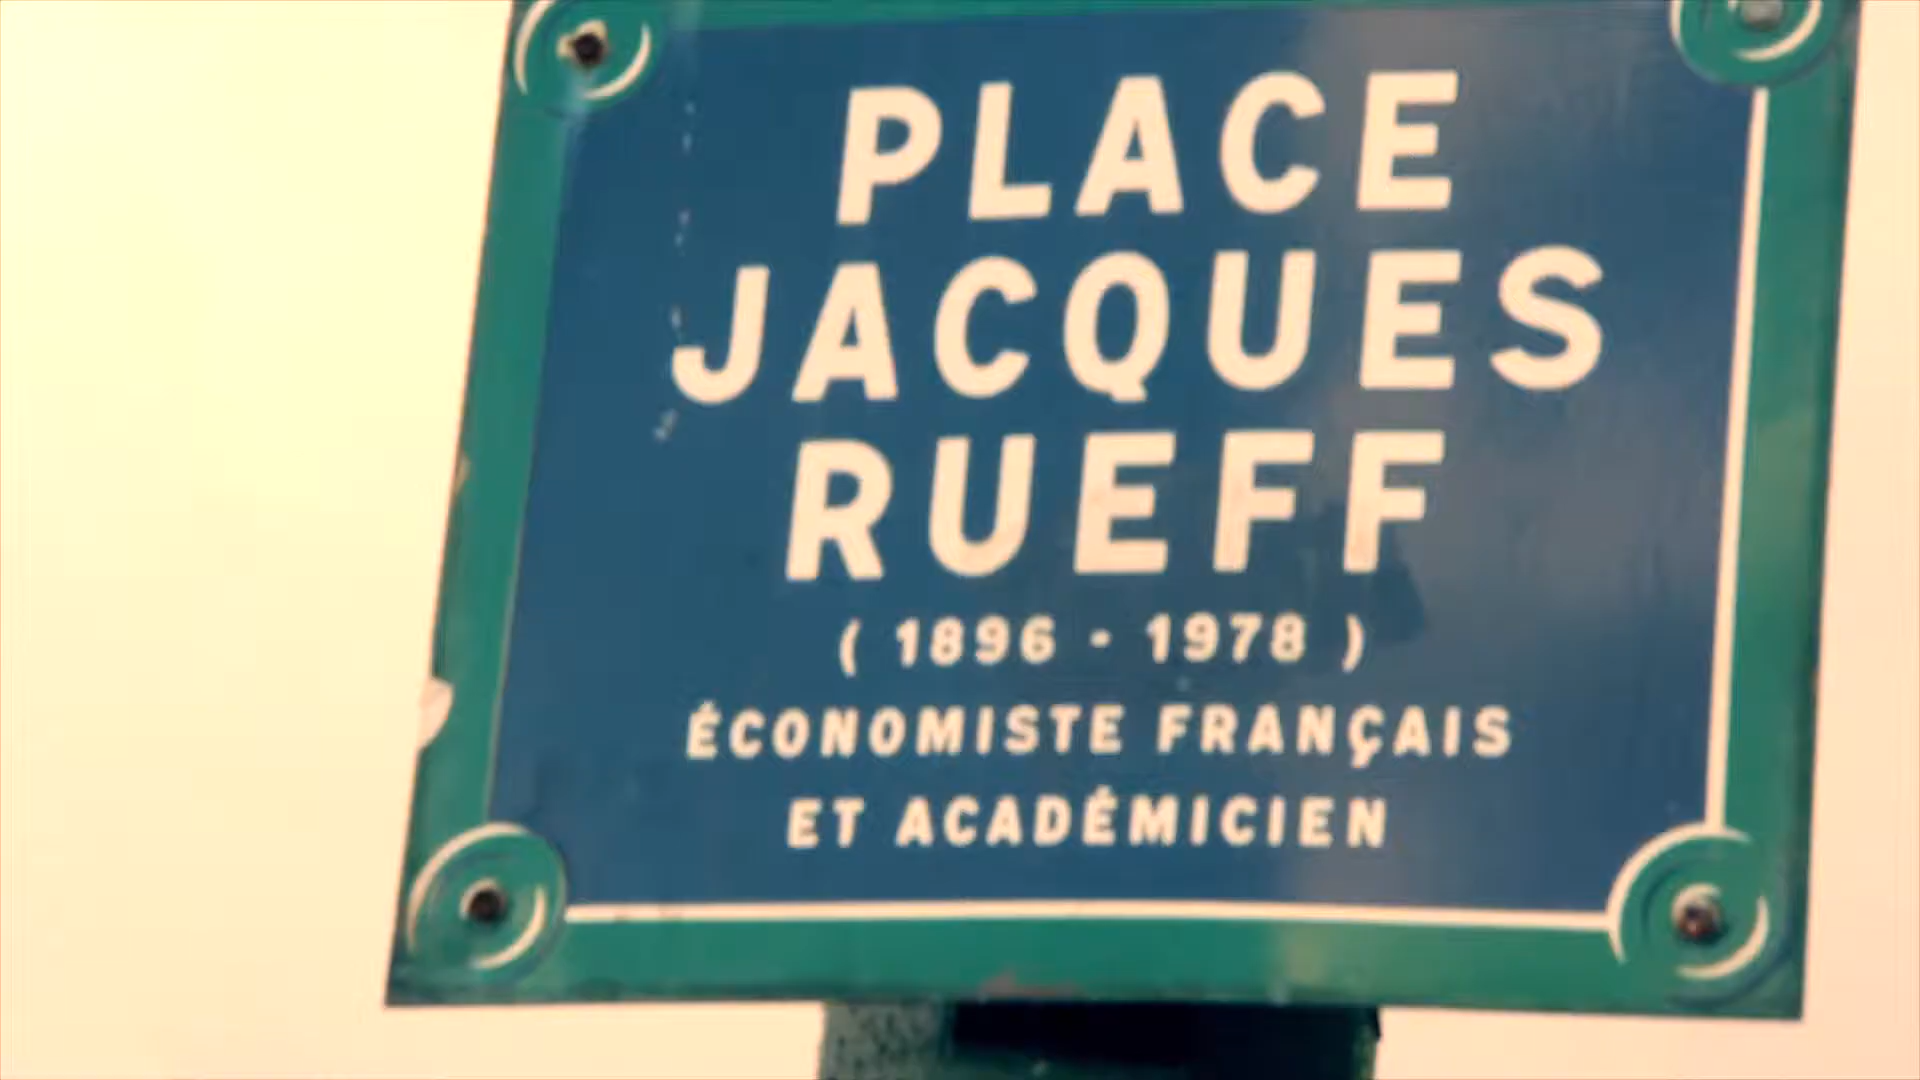 PLACE
JACQUES
RUEFF
( 1896 - 1978 )
ÉCONOMISTE FRANÇAIS
ET ACADÉMICIEN